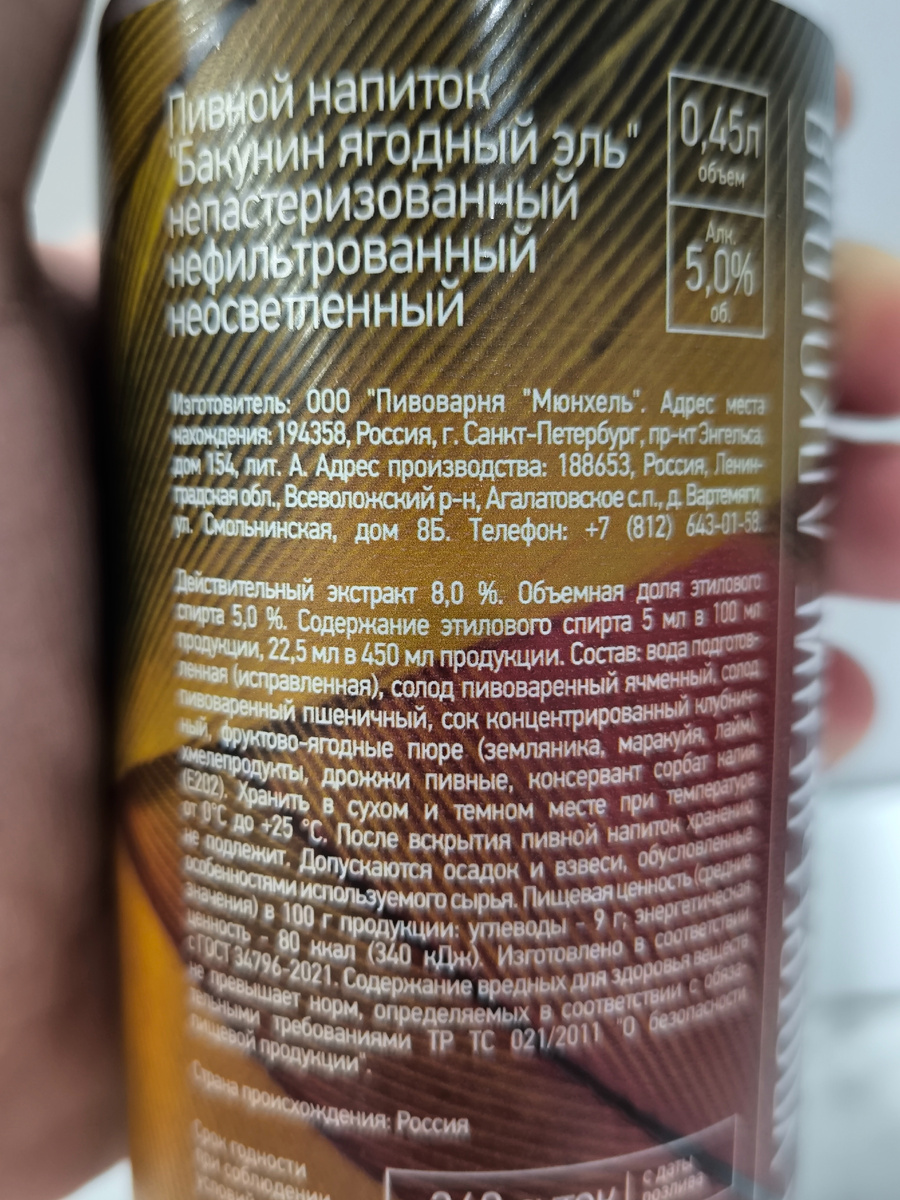 Пивной напиток
"Бакунин ягодный эль"
непастеризованный
нефильтрованный
неосветленный
0,45л
объем
Алк.
5,0%
об.
Изготовитель: ООО "Пивоварня "Мюнхель". Адрес места
нахождения: 194358, Россия, г. Санкт-Петербург, пр-кт Энгельса,
дом 154, лит. А. Адрес производства: 188653, Россия, Ленин-
градская обл., Всеволожский р-н, Агалатовское с.п., д. Вартемяги,
ул. Смольнинская, дом 8Б. Телефон: +7 (812) 643-01-58.
Действительный экстракт 8,0 %. Объемная доля этилового
спирта 5,0 %. Содержание этилового спирта 5 мл в 100 мл
продукции, 22,5 мл в 450 мл продукции. Состав: вода подготов-
ленная (исправленная), солод пивоваренный ячменный, солод
пивоваренный пшеничный, сок концентрированный клубнич-
ный, фруктово-ягодные пюре (земляника, маракуйя, лайм),
хмелепродукты, дрожжи пивные, консервант сорбат калия
(Е202). Хранить в сухом и темном месте при температуре
от 0°С до +25 °С. После вскрытия пивной напиток хранению
не подлежит. Допускаются осадок и взвеси, обусловленные
особенностями используемого сырья. Пищевая ценность (средние
значения) в 100 г продукции: углеводы - 9 г; энергетическая
ценность - 80 ккал (340 кДж). Изготовлено в соответствии
с ГОСТ 34796-2021. Содержание вредных для здоровья веществ
не превышает норм, определяемых в соответствии с обяза-
тельными требованиями ТР ТС 021/2011 "О безопасности
пищевой продукции".
Страна происхождения: Россия
Срок годности
при соблюдении
условий
суток
с даты
розлива